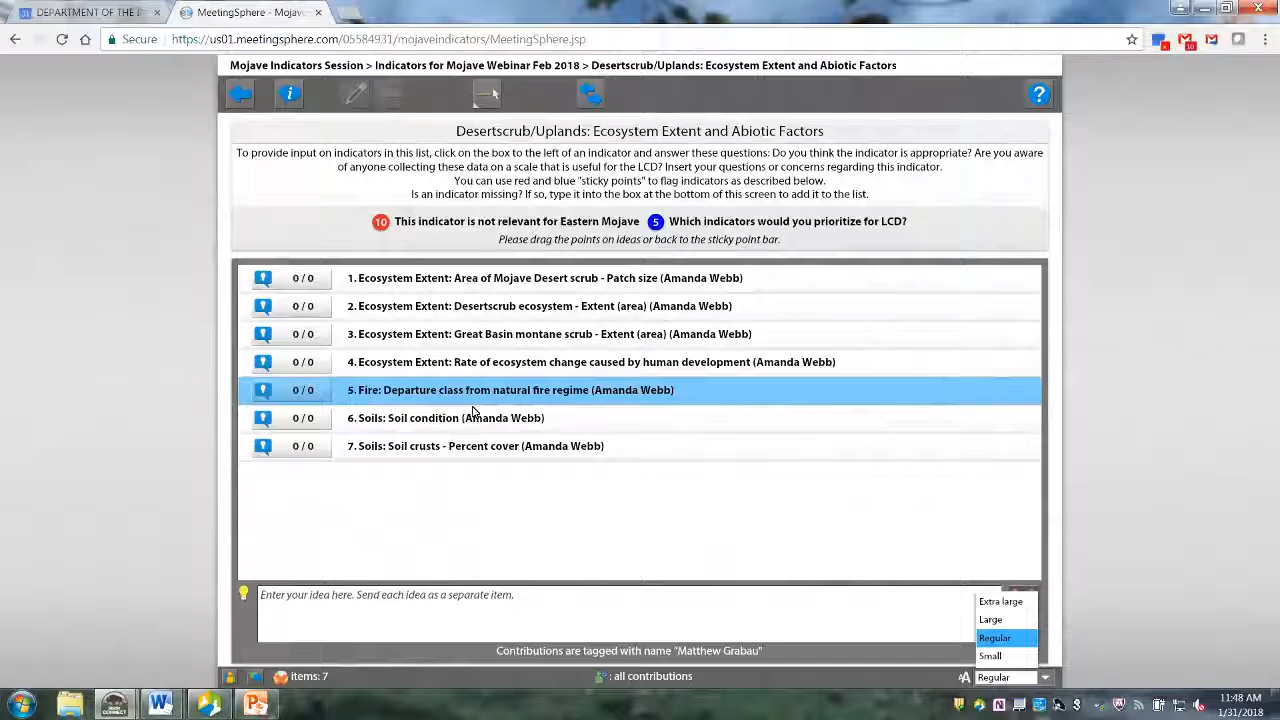 DEPARTMENT OF THE I
MeetingSphere - Mojave
Secure https://us01.meetingsphere.com/05584931/mojaveindicators/MeetingSphere.jsp
Mojave Indicators Session > Indicators for Mojave Webinar Feb 2018 > Desertscrub/Uplands: Ecosystem Extent and Abiotic Factors
Desertscrub/Uplands: Ecosystem Extent and Abiotic Factors
To provide input on indicators in this list, click on the box to the left of an indicator and answer these questions: Do you think the indicator is appropriate? Are you aware
of anyone collecting these data on a scale that is useful for the LCD? Insert your questions or concerns regarding this indicator.
You can use red and blue "sticky points" to flag indicators as described below.
Is an indicator missing? If so, type it into the box at the bottom of this screen to add it to the list.
10 This indicator is not relevant for Eastern Mojave 5 Which indicators would you prioritize for LCD?
Please drag the points on ideas or back to the sticky point bar.
0 / 0 1. Ecosystem Extent: Area of Mojave Desert scrub - Patch size (Amanda Webb)
0 / 0 2. Ecosystem Extent: Desertscrub ecosystem - Extent (area) (Amanda Webb)
0 / 0 3. Ecosystem Extent: Great Basin montane scrub - Extent (area) (Amanda Webb)
0 / 0 4. Ecosystem Extent: Rate of ecosystem change caused by human development (Amanda Webb)
0 / 0 5. Fire: Departure class from natural fire regime (Amanda Webb)
0 / 0 6. Soils: Soil condition (Amanda Webb)
0 / 0 7. Soils: Soil crusts - Percent cover (Amanda Webb)
Enter your idea here. Send each idea as a separate item.
Extra large
Large
Regular
Small
Contributions are tagged with name "Matthew Grabau"
items: 7 : all contributions AA Regular
11:48 AM
1/31/2018